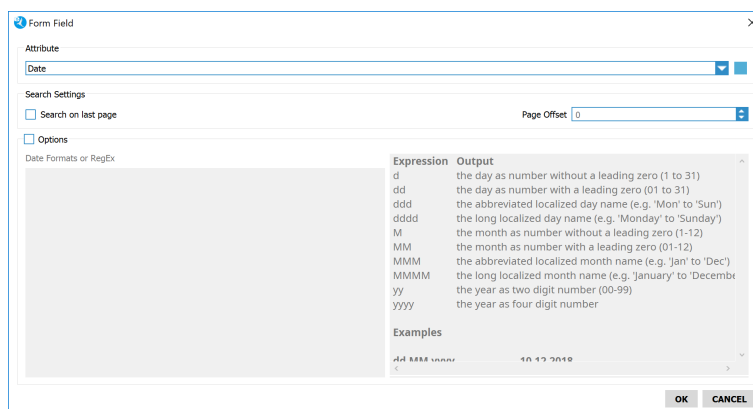 Form Field
Attribute
Date
Search Settings
Search on last page
Page Offset 0
Options
Date Formats or RegEx
Expression Output
d the day as number without a leading zero (1 to 31)
dd the day as number with a leading zero (01 to 31)
ddd the abbreviated localized day name (e.g. 'Mon' to 'Sun')
dddd the long localized day name (e.g. 'Monday' to 'Sunday')
M the month as number without a leading zero (1-12)
MM the month as number with a leading zero (01-12)
MMM the abbreviated localized month name (e.g. 'Jan' to 'Dec')
MMMM the long localized month name (e.g. 'January' to 'Decembe
yy the year as two digit number (00-99)
yyyy the year as four digit number
Examples
dd.MM.yyyy 10.12.2018
OK CANCEL